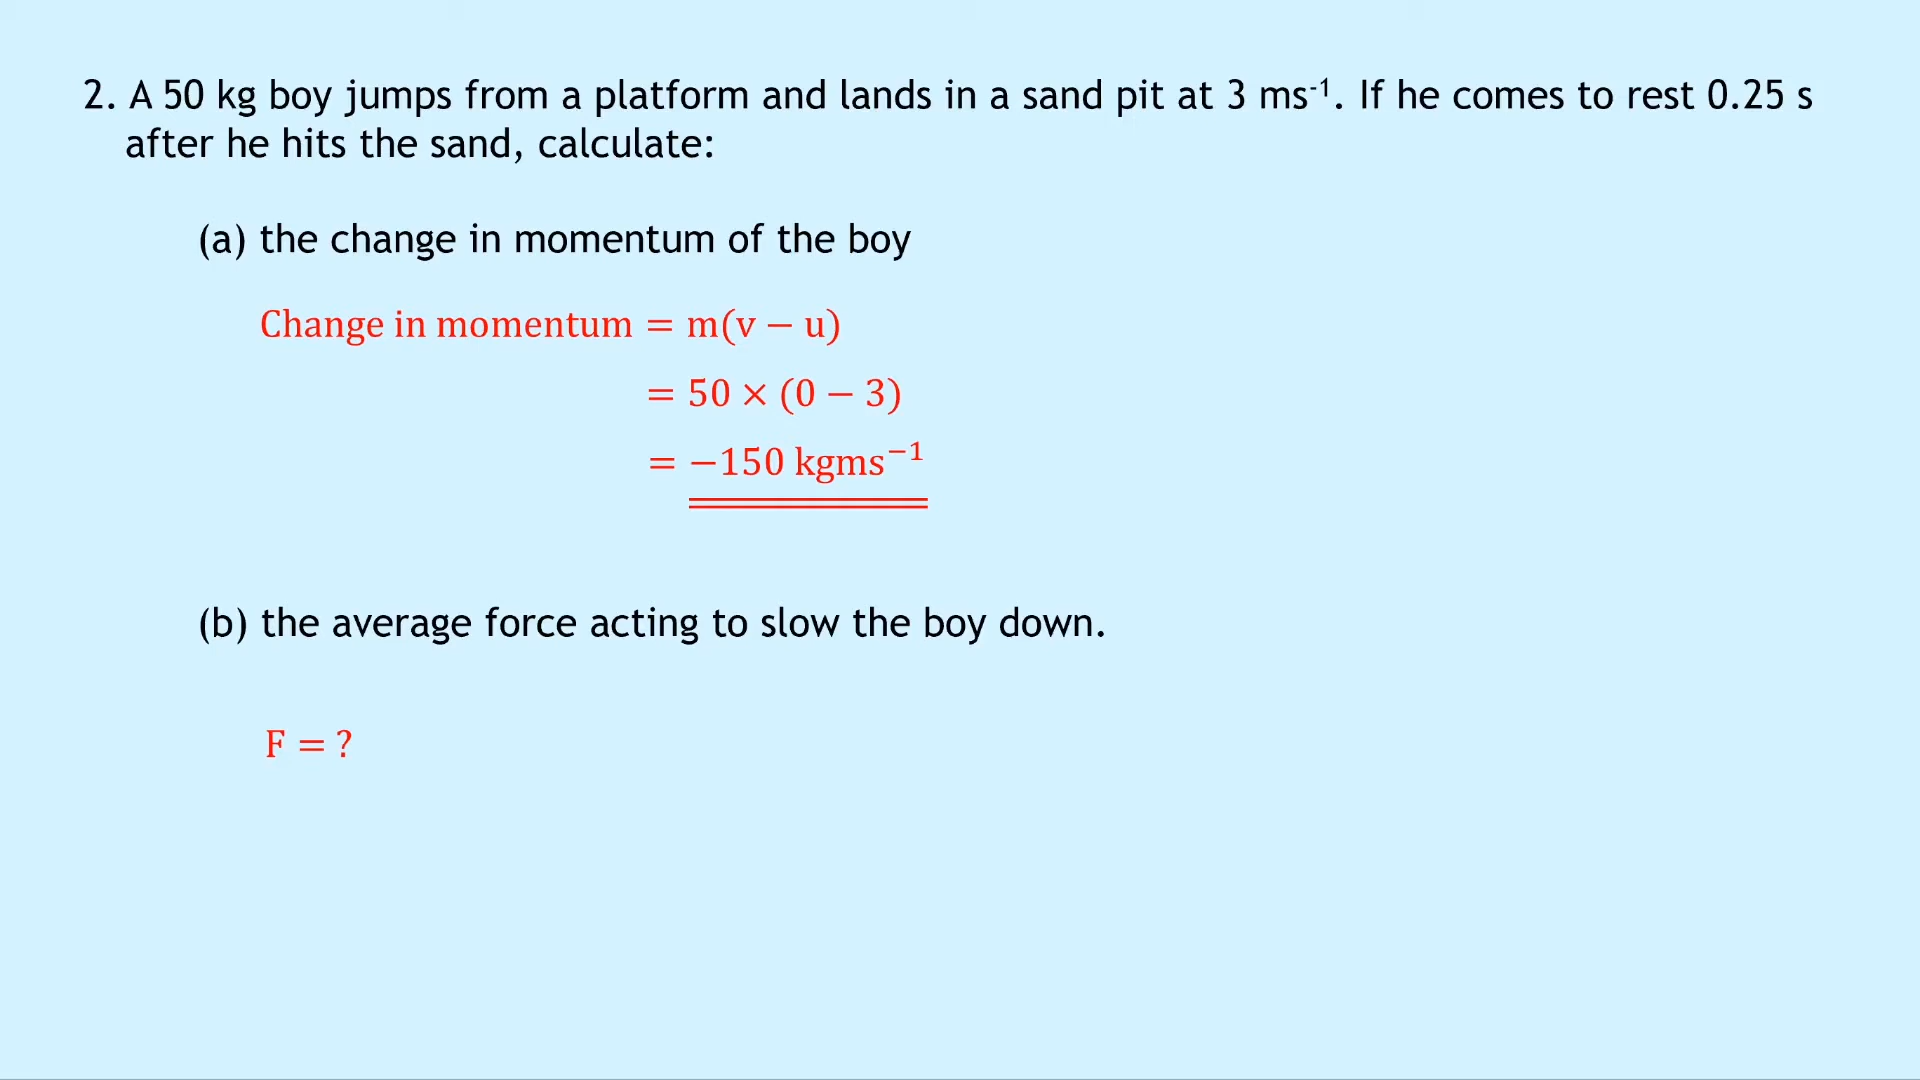 2. A 50 kg boy jumps from a platform and lands in a sand pit at 3 ms⁻¹. If he comes to rest 0.25 s
after he hits the sand, calculate:
(a) the change in momentum of the boy
Change in momentum = m(v − u)
= 50 × (0 − 3)
= −150 kgms⁻¹
(b) the average force acting to slow the boy down.
F = ?